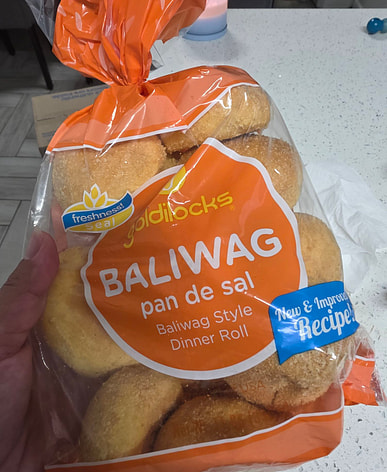 freshness!
seal
goldilocks
BALIWAG
pan de sal
Baliwag Style
Dinner Roll
New & Improved
Recipe!